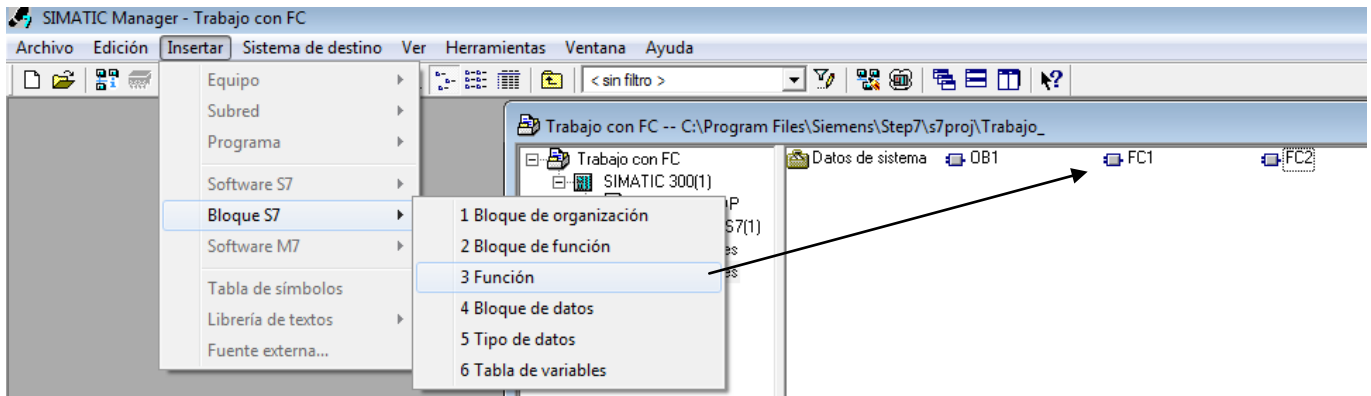 SIMATIC Manager - Trabajo con FC
Archivo Edición Insertar Sistema de destino Ver Herramientas Ventana Ayuda
Equipo
< sin filtro >
Subred
Programa
Trabajo con FC -- C:\Program Files\Siemens\Step7\s7proj\Trabajo_
Trabajo con FC
Datos de sistema OB1 FC1 FC2
SIMATIC 300(1)
Software S7
Bloque S7
Software M7
Tabla de símbolos
Librería de textos
Fuente externa...
1 Bloque de organización
2 Bloque de función
3 Función
4 Bloque de datos
5 Tipo de datos
6 Tabla de variables
S7(1)